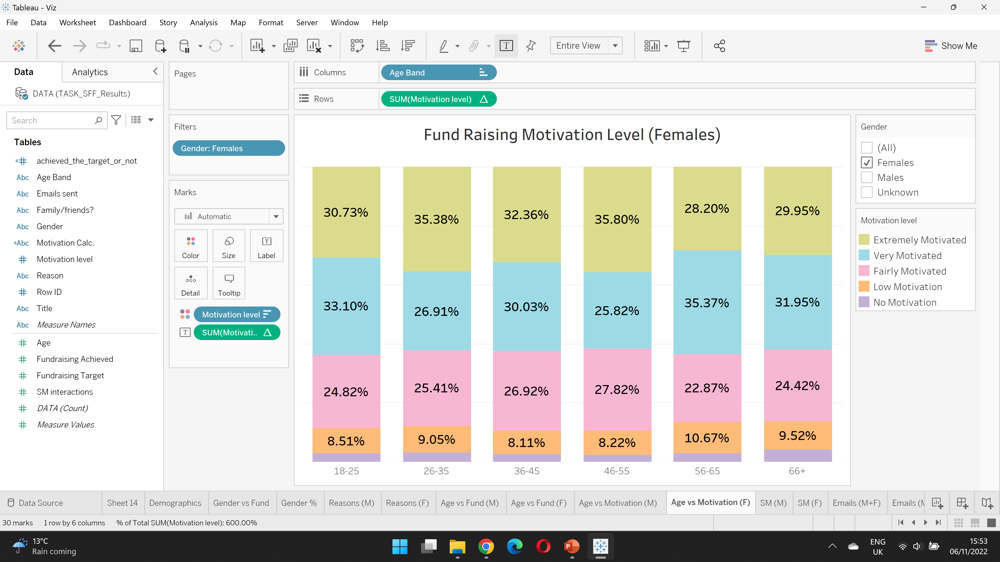 Tableau - Viz
File Data Worksheet Dashboard Story Analysis Map Format Server Window Help
Entire View
Show Me
Data Analytics
DATA (TASK_SFF_Results)
Search
Tables
achieved_the_target_or_not
Abc Age Band
Abc Emails sent
Abc Family/friends?
Abc Gender
=Abc Motivation Calc.
Motivation level
Abc Reason
Row ID
Abc Title
Abc Measure Names
Age
Fundraising Achieved
Fundraising Target
SM interactions
DATA (Count)
Measure Values
Pages
Filters
Gender: Females
Marks
Automatic
Color Size Label
Detail Tooltip
Motivation level
SUM(Motivati..
Columns Age Band
Rows SUM(Motivation level)
Fund Raising Motivation Level (Females)
30.73% 35.38% 32.36% 35.80% 28.20% 29.95%
33.10% 26.91% 30.03% 25.82% 35.37% 31.95%
24.82% 25.41% 26.92% 27.82% 22.87% 24.42%
8.51% 9.05% 8.11% 8.22% 10.67% 9.52%
18-25 26-35 36-45 46-55 56-65 66+
Gender
(All)
Females
Males
Unknown
Motivation level
Extremely Motivated
Very Motivated
Fairly Motivated
Low Motivation
No Motivation
Data Source Sheet 14 Demographics Gender vs Fund Gender % Reasons (M) Reasons (F) Age vs Fund (M) Age vs Fund (F) Age vs Motivation (M) Age vs Motivation (F) SM (M) SM (F) Emails (M+F) Emails (M
30 marks 1 row by 6 columns % of Total SUM(Motivation level): 600.00%
13°C
Rain coming
ENG
UK
15:53
06/11/2022